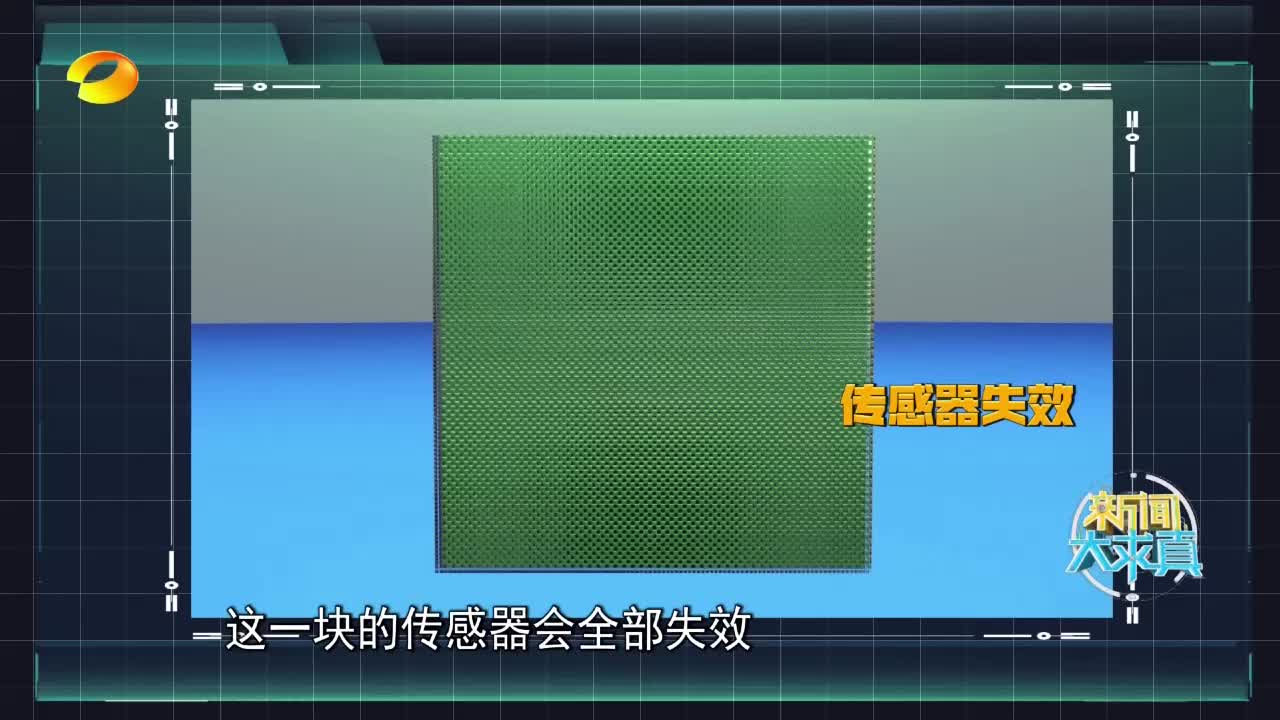 传感器失效
新闻
大求真
这一块的传感器会全部失效